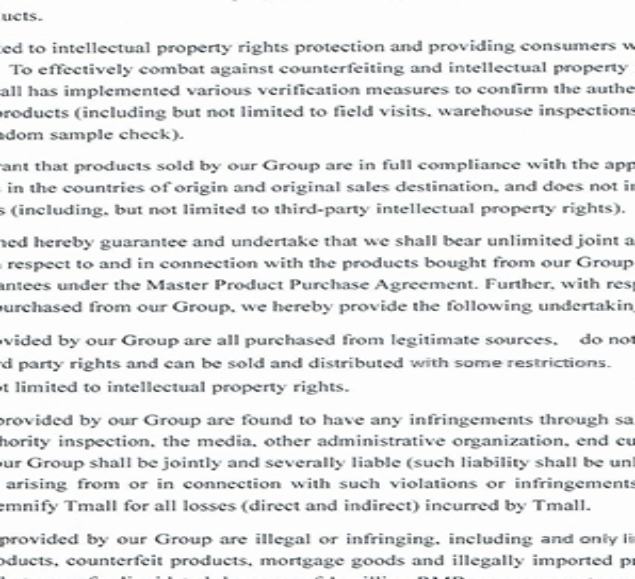 ucts.
ed to intellectual property rights protection and providing consumers w
To effectively combat against counterfeiting and intellectual property
all has implemented various verification measures to confirm the authe
products (including but not limited to field visits, warehouse inspections
ndom sample check).
rant that products sold by our Group are in full compliance with the app
in the countries of origin and original sales destination, and does not in
s (including, but not limited to third-party intellectual property rights).
ned hereby guarantee and undertake that we shall bear unlimited joint a
respect to and in connection with the products bought from our Group
antees under the Master Product Purchase Agreement. Further, with resp
purchased from our Group, we hereby provide the following undertakin
ovided by our Group are all purchased from legitimate sources, do not
rd party rights and can be sold and distributed with some restrictions.
ot limited to intellectual property rights.
provided by our Group are found to have any infringements through sa
hority inspection, the media, other administrative organization, end cu
our Group shall be jointly and severally liable (such liability shall be unl
arising from or in connection with such violations or infringements
emnify Tmall for all losses (direct and indirect) incurred by Tmall.
provided by our Group are illegal or infringing, including and only li
oducts, counterfeit products, mortgage goods and illegally imported pr